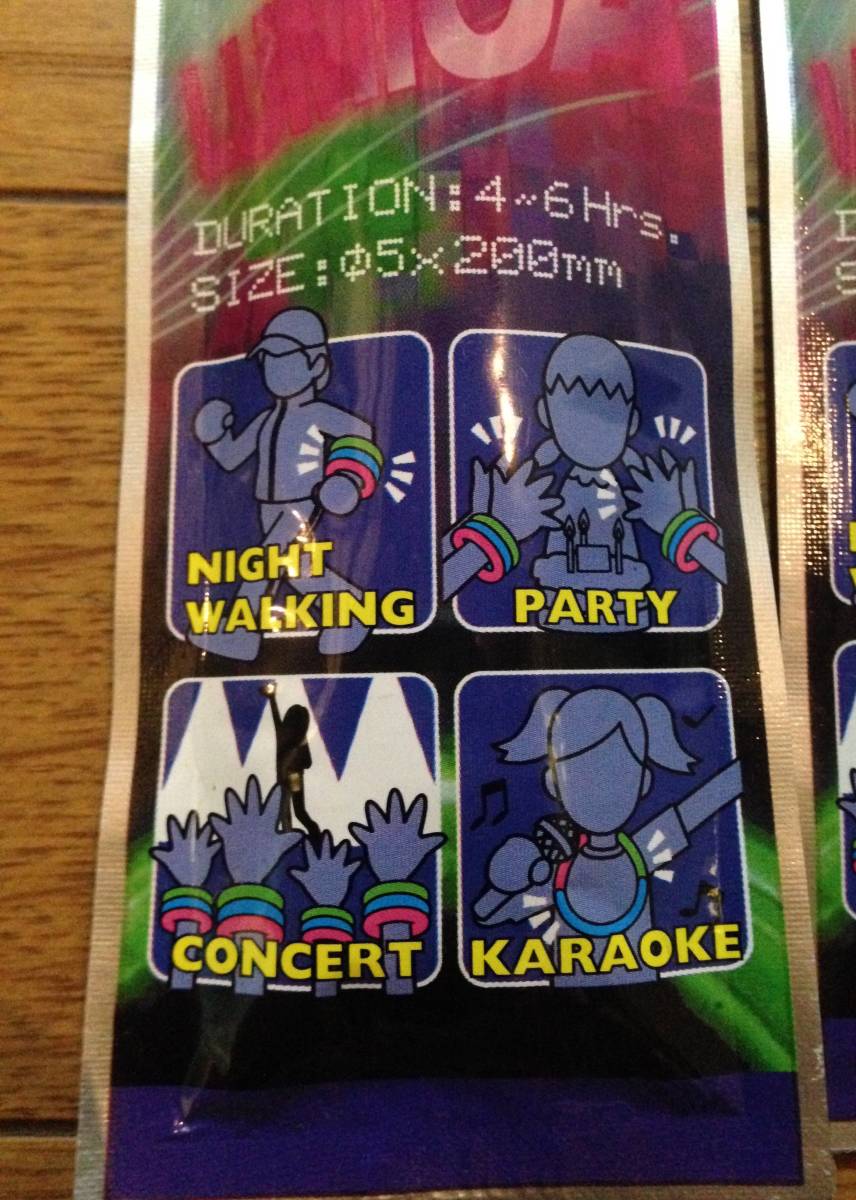 DURATION:4~6Hrs.
SIZE:φ5×200mm
NIGHT
WALKING
PARTY
CONCERT
KARAOKE